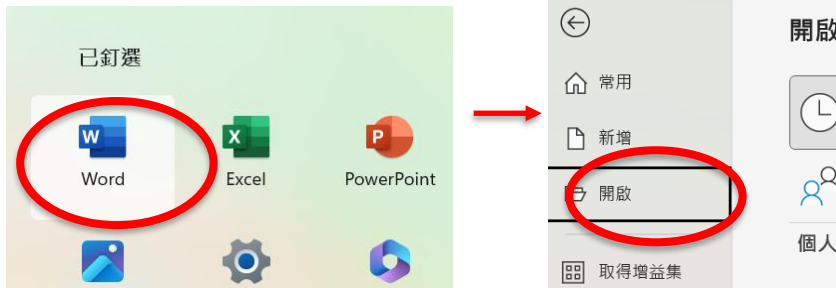 已釘選
Word
Excel
PowerPoint
開啟
常用
新增
開啟
個人
取得增益集